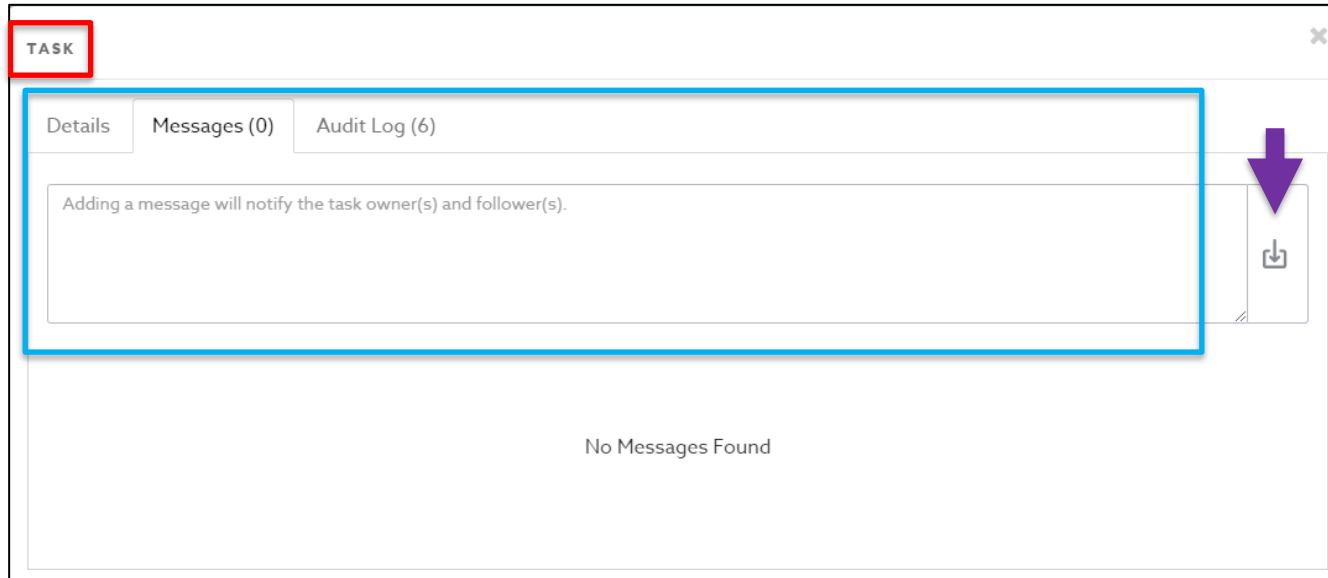 TASK
Details Messages (0) Audit Log (6)
Adding a message will notify the task owner(s) and follower(s).
No Messages Found